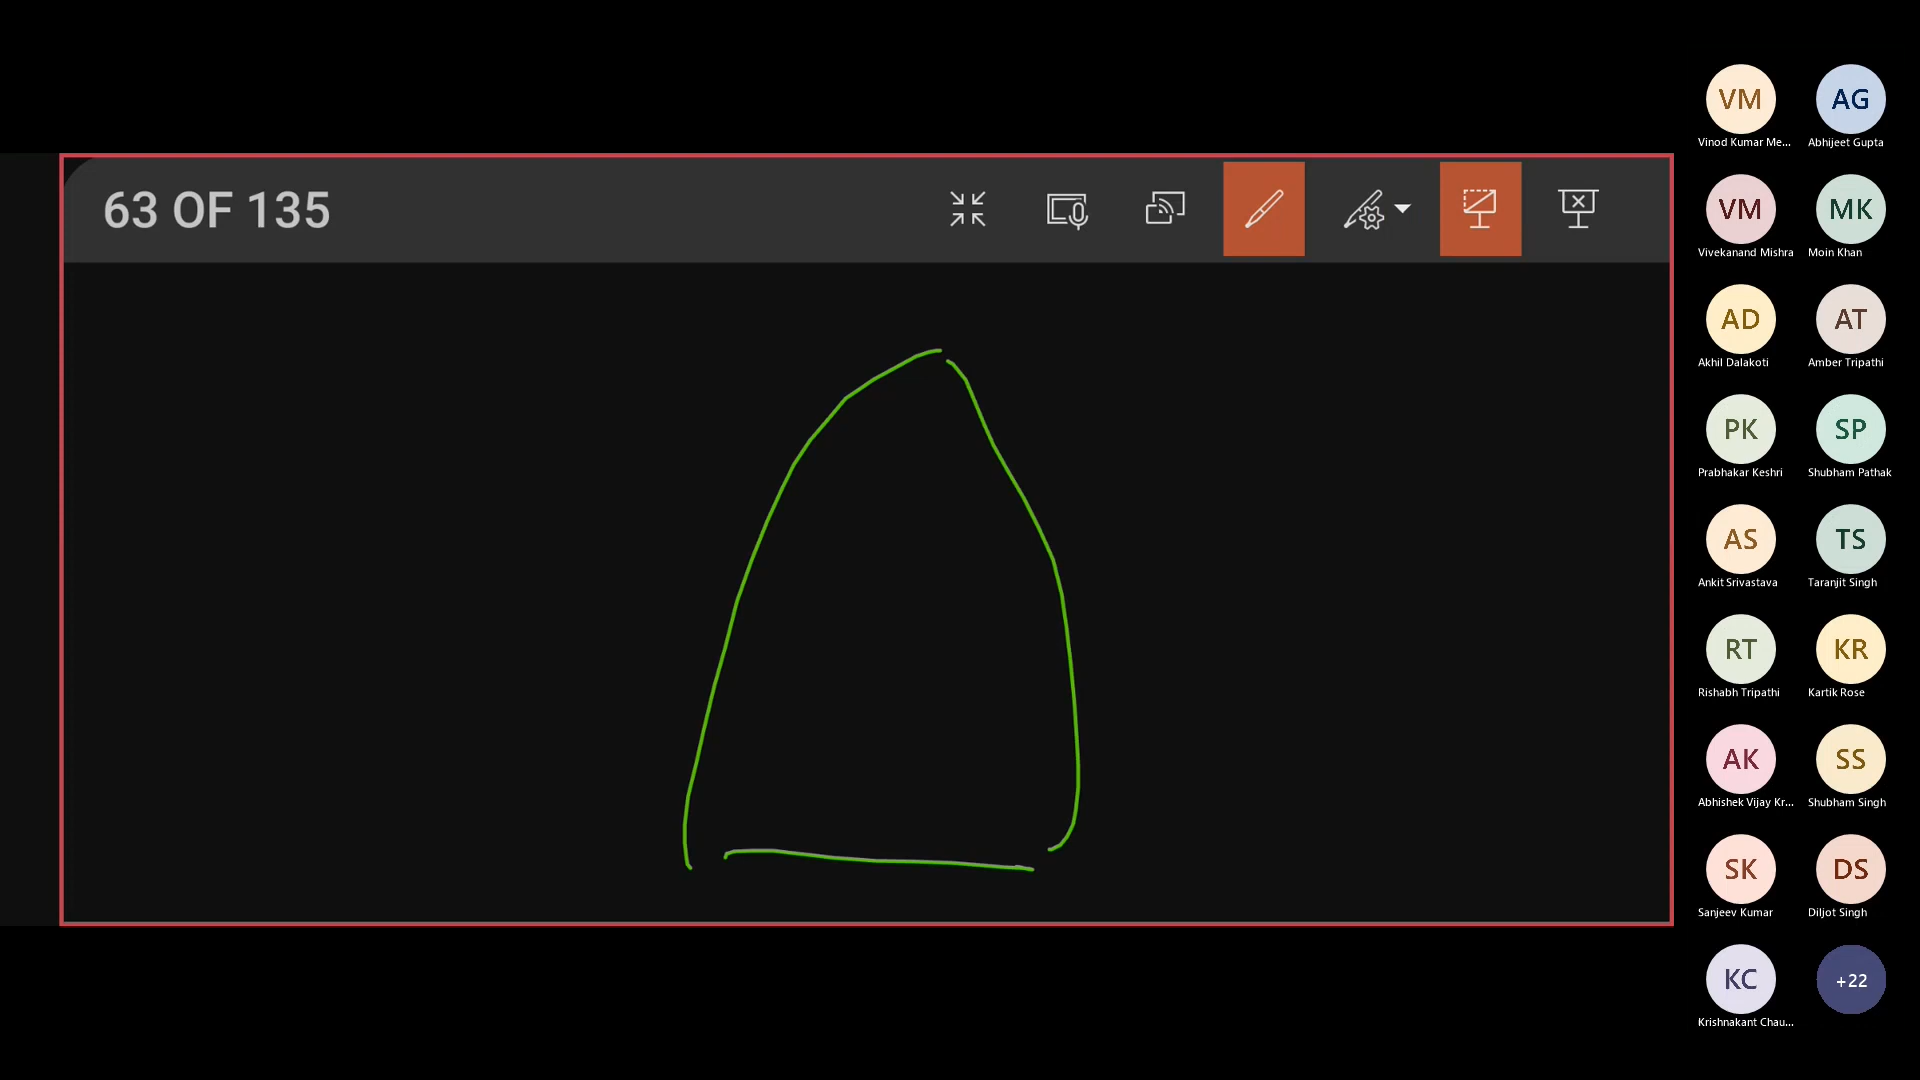 63 OF 135
VM
Vinod Kumar Me...
AG
Abhijeet Gupta
VM
Vivekanand Mishra
MK
Moin Khan
AD
Akhil Dalakoti
AT
Amber Tripathi
PK
Prabhakar Keshri
SP
Shubham Pathak
AS
Ankit Srivastava
TS
Taranjit Singh
RT
Rishabh Tripathi
KR
Kartik Rose
AK
Abhishek Vijay Kr...
SS
Shubham Singh
SK
Sanjeev Kumar
DS
Diljot Singh
KC
Krishnakant Chau...
+22